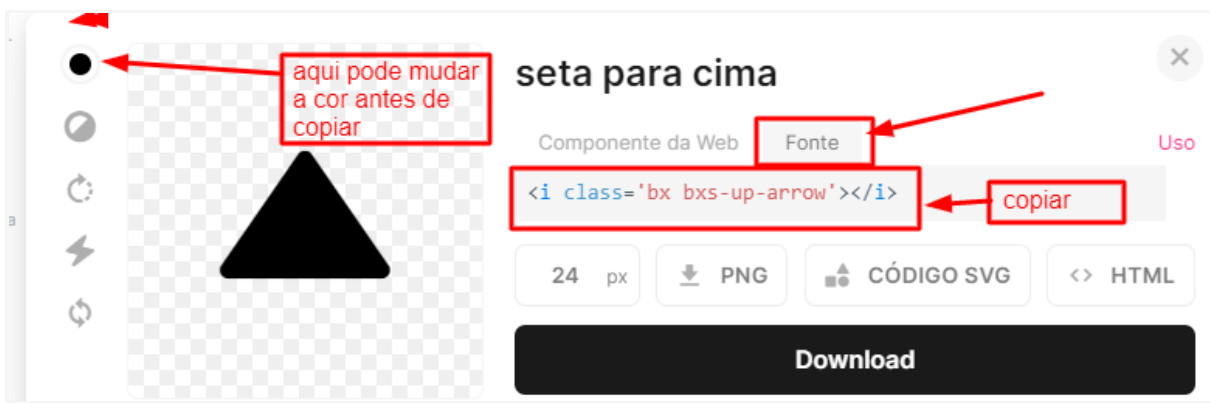 aqui pode mudar
a cor antes de
copiar
seta para cima
Componente da Web Fonte Uso
<i class='bx bxs-up-arrow'></i>
copiar
24 px PNG CÓDIGO SVG <> HTML
Download
a